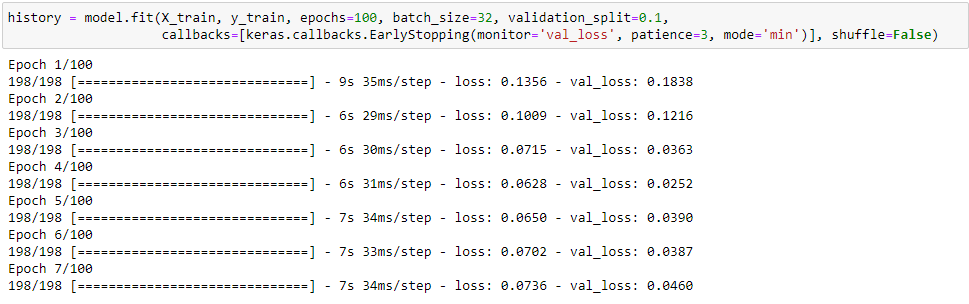 history = model.fit(X_train, y_train, epochs=100, batch_size=32, validation_split=0.1,
callbacks=[keras.callbacks.EarlyStopping(monitor='val_loss', patience=3, mode='min')], shuffle=False)
Epoch 1/100
198/198 [==============================] - 9s 35ms/step - loss: 0.1356 - val_loss: 0.1838
Epoch 2/100
198/198 [==============================] - 6s 29ms/step - loss: 0.1009 - val_loss: 0.1216
Epoch 3/100
198/198 [==============================] - 6s 30ms/step - loss: 0.0715 - val_loss: 0.0363
Epoch 4/100
198/198 [==============================] - 6s 31ms/step - loss: 0.0628 - val_loss: 0.0252
Epoch 5/100
198/198 [==============================] - 7s 34ms/step - loss: 0.0650 - val_loss: 0.0390
Epoch 6/100
198/198 [==============================] - 7s 33ms/step - loss: 0.0702 - val_loss: 0.0387
Epoch 7/100
198/198 [==============================] - 7s 34ms/step - loss: 0.0736 - val_loss: 0.0460